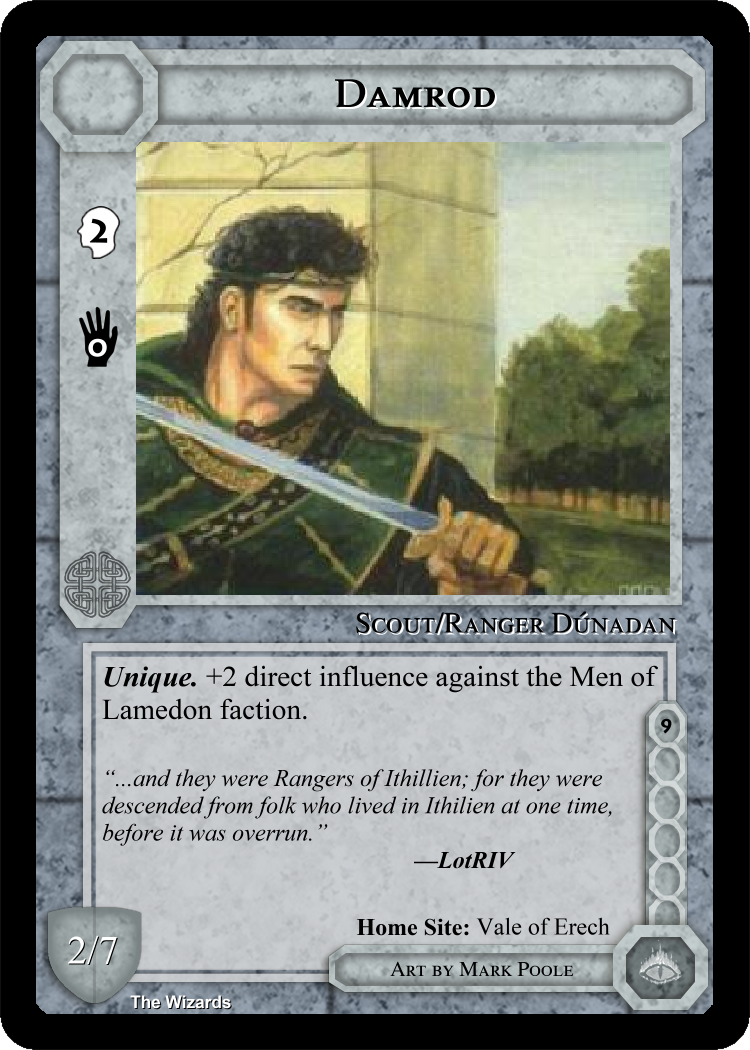 Damrod
2
0
Scout/Ranger Dúnadan
Unique. +2 direct influence against the Men of
Lamedon faction.
9
“...and they were Rangers of Ithillien; for they were
descended from folk who lived in Ithilien at one time,
before it was overrun.”
—LotRIV
Home Site: Vale of Erech
2/7
Art by Mark Poole
The Wizards